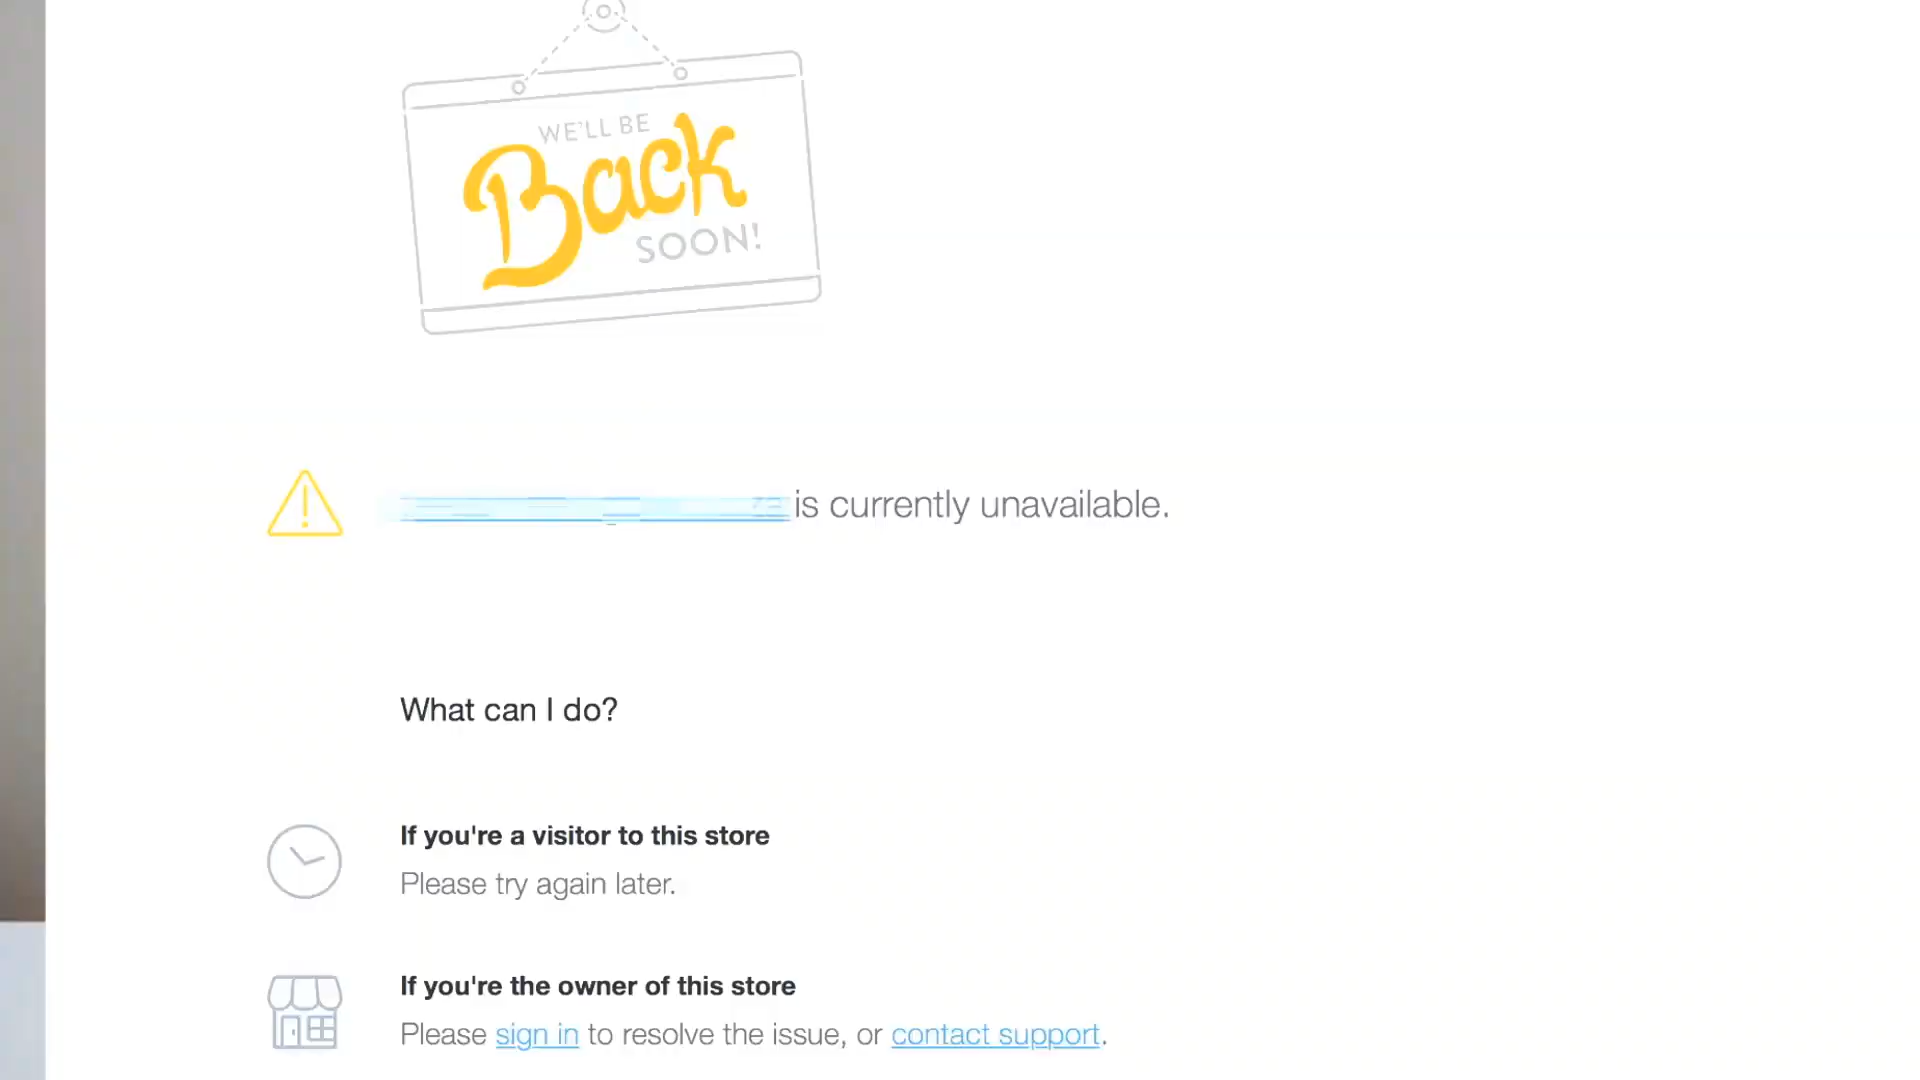 WE'LL BE
Back
SOON!
is currently unavailable.
What can I do?
If you're a visitor to this store
Please try again later.
If you're the owner of this store
Please sign in to resolve the issue, or contact support.